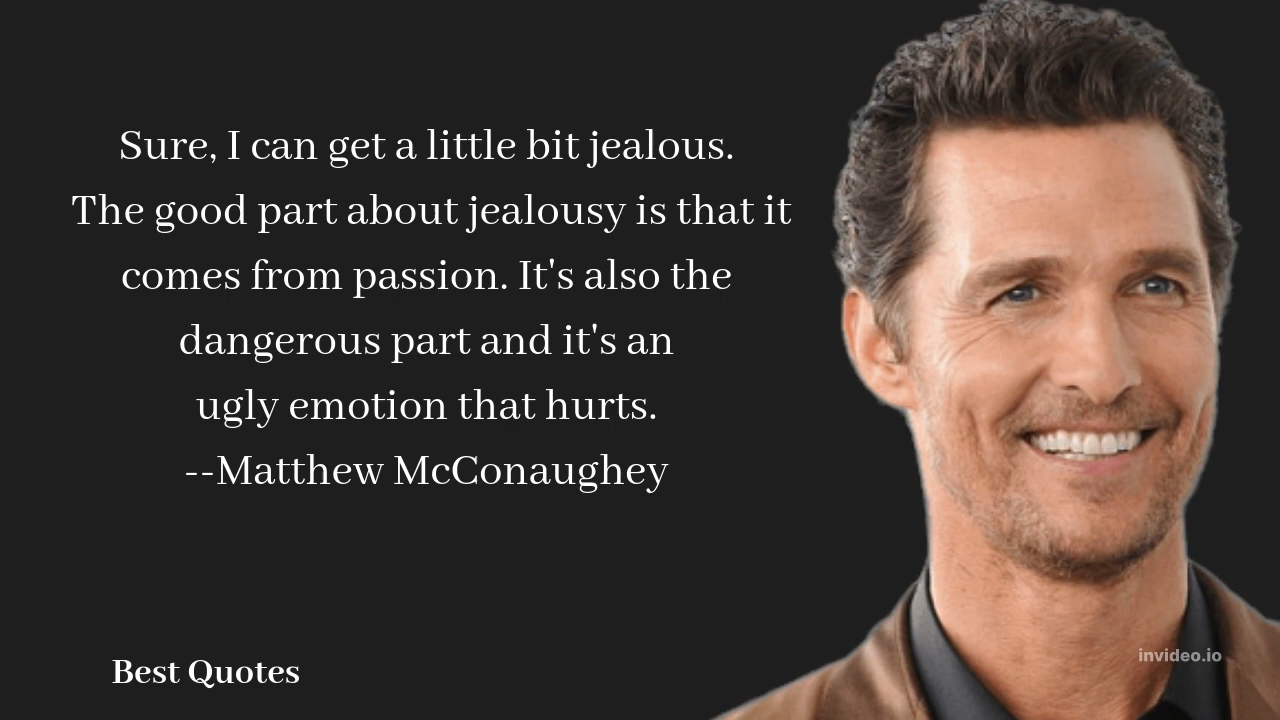 Sure, I can get a little bit jealous.
The good part about jealousy is that it
comes from passion. It's also the
dangerous part and it's an
ugly emotion that hurts.
--Matthew McConaughey
Best Quotes
invideo.io